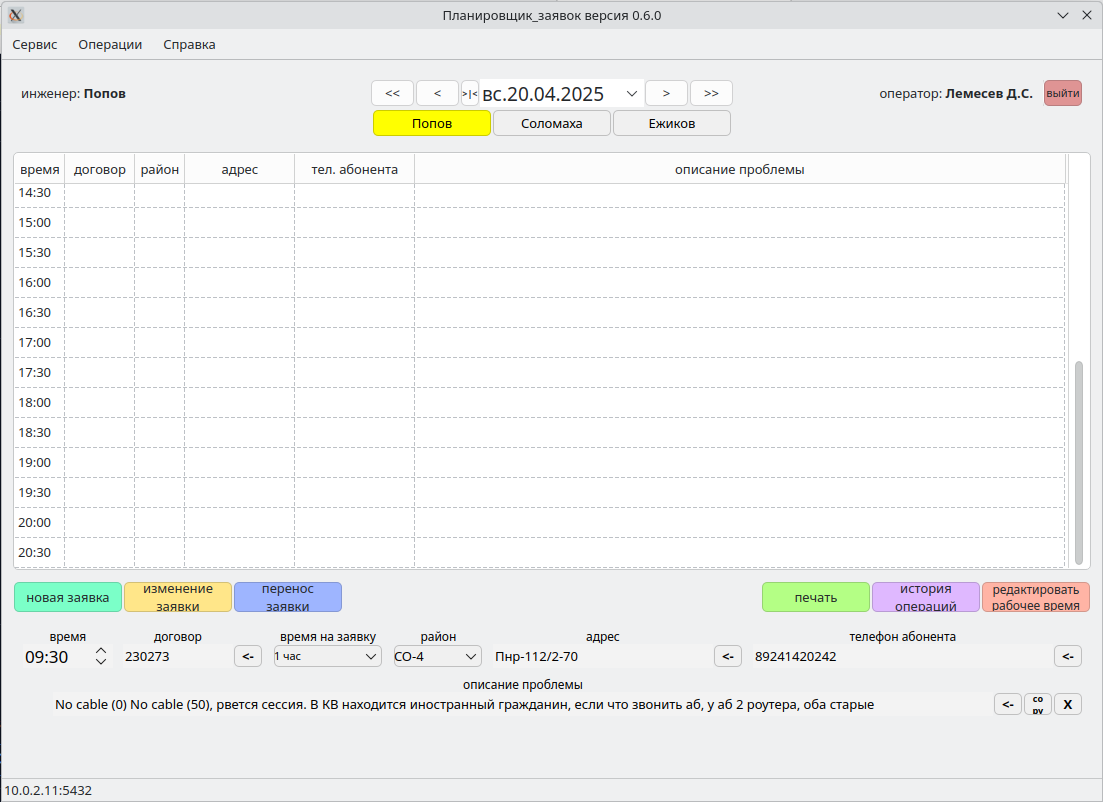 Планировщик_заявок версия 0.6.0
Сервис Операции Справка
инженер: Попов << < >|< вс.20.04.2025 > >> оператор: Лемесев Д.С. выйти
Попов Соломаха Ежиков
время договор район адрес тел. абонента описание проблемы
14:30
15:00
15:30
16:00
16:30
17:00
17:30
18:00
18:30
19:00
19:30
20:00
20:30
новая заявка
изменение
заявки
перенос
заявки
печать
история
операций
редактировать
рабочее время
время договор время на заявку район адрес телефон абонента
09:30 230273 <- 1 час СО-4 Пнр-112/2-70 <- 89241420242 <-
описание проблемы
No cable (0) No cable (50), рвется сессия. В КВ находится иностранный гражданин, если что звонить аб, у аб 2 роутера, оба старые <-
co
py
X
10.0.2.11:5432